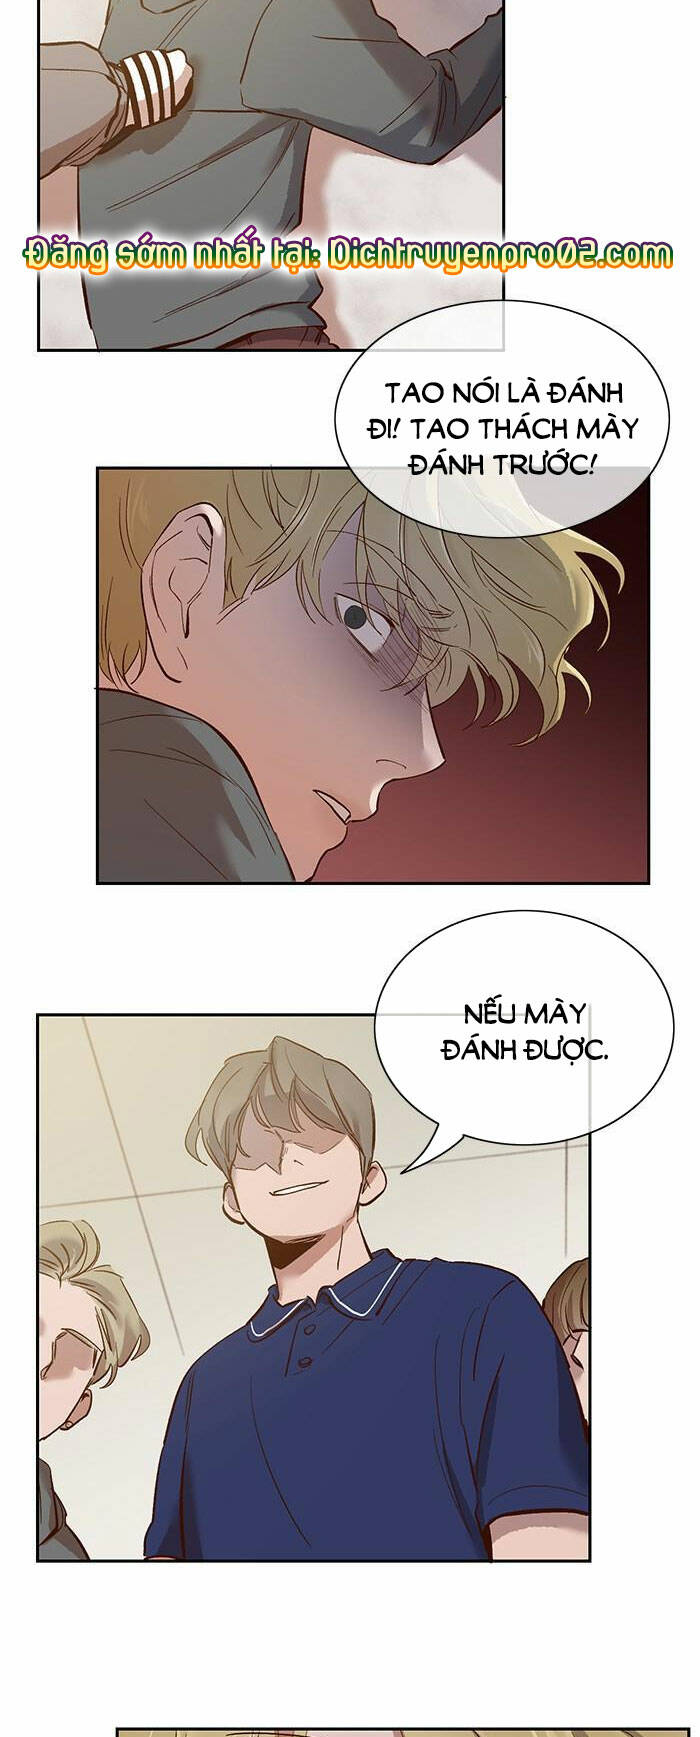 Đăng sớm nhất tại: Dichtruyenpro02.com
TAO NÓI LÀ ĐÁNH
ĐI! TAO THÁCH MÀY
ĐÁNH TRƯỚC!
NẾU MÀY
ĐÁNH ĐƯỢC.